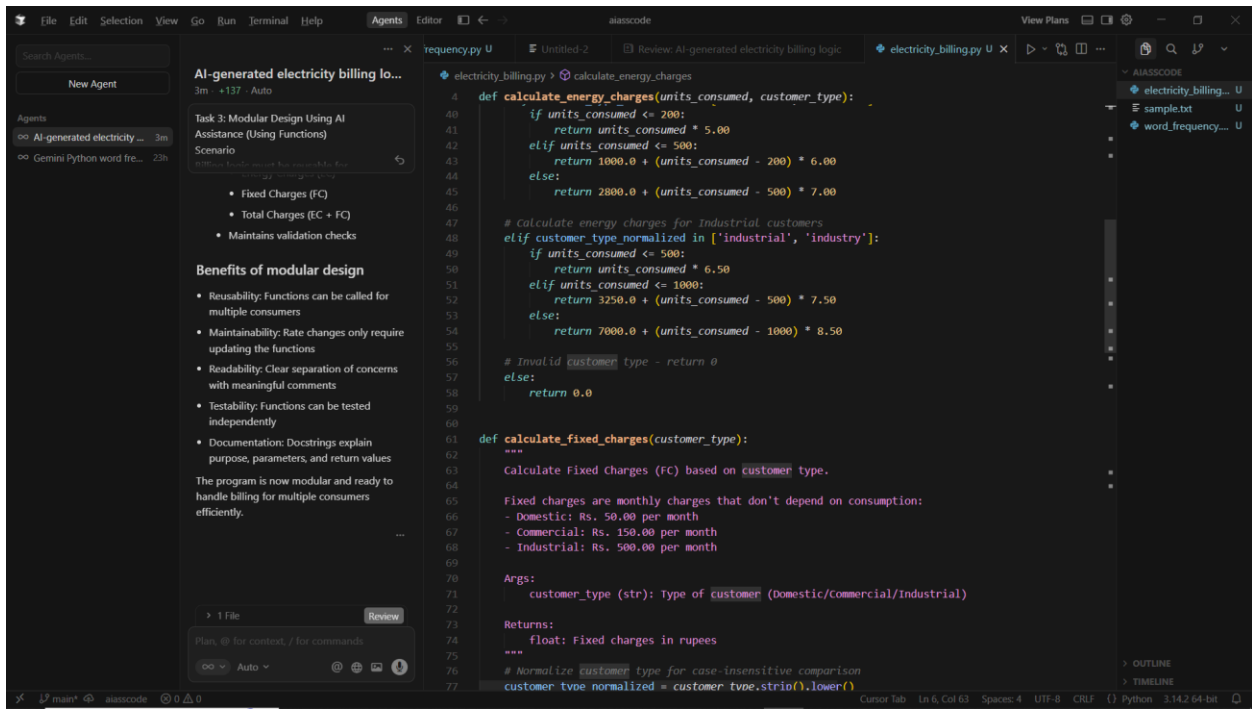 File Edit Selection View Go Run Terminal Help
Agents Editor
aiasscode
View Plans
Search Agents...
New Agent
Agents
AI-generated electricity ... 3m
Gemini Python word fre... 23h
AI-generated electricity billing lo...
3m · +137 · Auto
Task 3: Modular Design Using AI
Assistance (Using Functions)
Scenario
Billing logic must be reusable for
• Fixed Charges (FC)
• Total Charges (EC + FC)
• Maintains validation checks
Benefits of modular design
• Reusability: Functions can be called for
multiple consumers
• Maintainability: Rate changes only require
updating the functions
• Readability: Clear separation of concerns
with meaningful comments
• Testability: Functions can be tested
independently
• Documentation: Docstrings explain
purpose, parameters, and return values
The program is now modular and ready to
handle billing for multiple consumers
efficiently.
...
> 1 File Review
Plan, @ for context, / for commands
Auto
requency.py U Untitled-2 Review: AI-generated electricity billing logic electricity_billing.py U
electricity_billing.py > calculate_energy_charges
4 def calculate_energy_charges(units_consumed, customer_type):
40 if units_consumed <= 200:
41 return units_consumed * 5.00
42 elif units_consumed <= 500:
43 return 1000.0 + (units_consumed - 200) * 6.00
44 else:
45 return 2800.0 + (units_consumed - 500) * 7.00
46
47 # Calculate energy charges for Industrial customers
48 elif customer_type_normalized in ['industrial', 'industry']:
49 if units_consumed <= 500:
50 return units_consumed * 6.50
51 elif units_consumed <= 1000:
52 return 3250.0 + (units_consumed - 500) * 7.50
53 else:
54 return 7000.0 + (units_consumed - 1000) * 8.50
55
56 # Invalid customer type - return 0
57 else:
58 return 0.0
59
60
61 def calculate_fixed_charges(customer_type):
62 """
63 Calculate Fixed Charges (FC) based on customer type.
64
65 Fixed charges are monthly charges that don't depend on consumption:
66 - Domestic: Rs. 50.00 per month
67 - Commercial: Rs. 150.00 per month
68 - Industrial: Rs. 500.00 per month
69
70 Args:
71 customer_type (str): Type of customer (Domestic/Commercial/Industrial)
72
73 Returns:
74 float: Fixed charges in rupees
75 """
76 # Normalize customer type for case-insensitive comparison
77 customer_type_normalized = customer_type.strip().lower()
AIASSCODE
electricity_billing... U
sample.txt U
word_frequency.... U
OUTLINE
TIMELINE
main* aiasscode 0 0
Cursor Tab Ln 6, Col 63 Spaces: 4 UTF-8 CRLF {} Python 3.14.2 64-bit